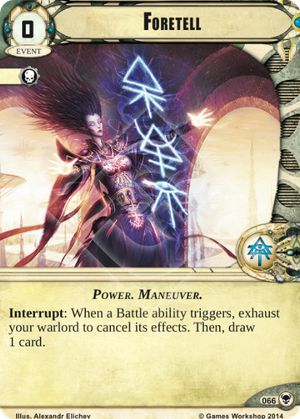 Foretell
0
EVENT
Power. Maneuver.
Interrupt: When a Battle ability triggers, exhaust
your warlord to cancel its effects. Then, draw
1 card.
066
Illus. Alexandr Elichev
© Games Workshop 2014